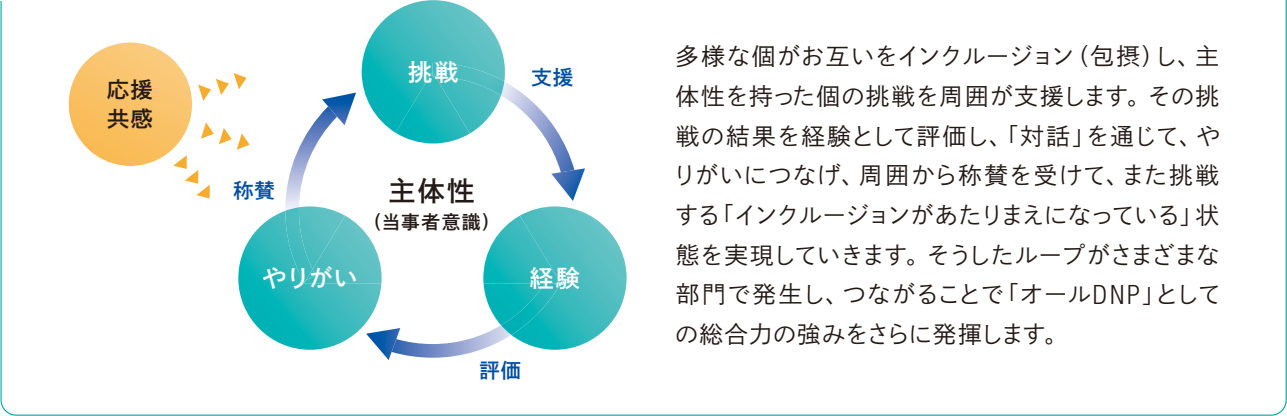 応援
共感
挑戦
支援
称賛
主体性
(当事者意識)
やりがい
経験
評価
多様な個がお互いをインクルージョン(包摂)し、主
体性を持った個の挑戦を周囲が支援します。その挑
戦の結果を経験として評価し、「対話」を通じて、や
りがいにつなげ、周囲から称賛を受けて、また挑戦
する「インクルージョンがあたりまえになっている」状
態を実現していきます。そうしたループがさまざまな
部門で発生し、つながることで「オールDNP」として
の総合力の強みをさらに発揮します。